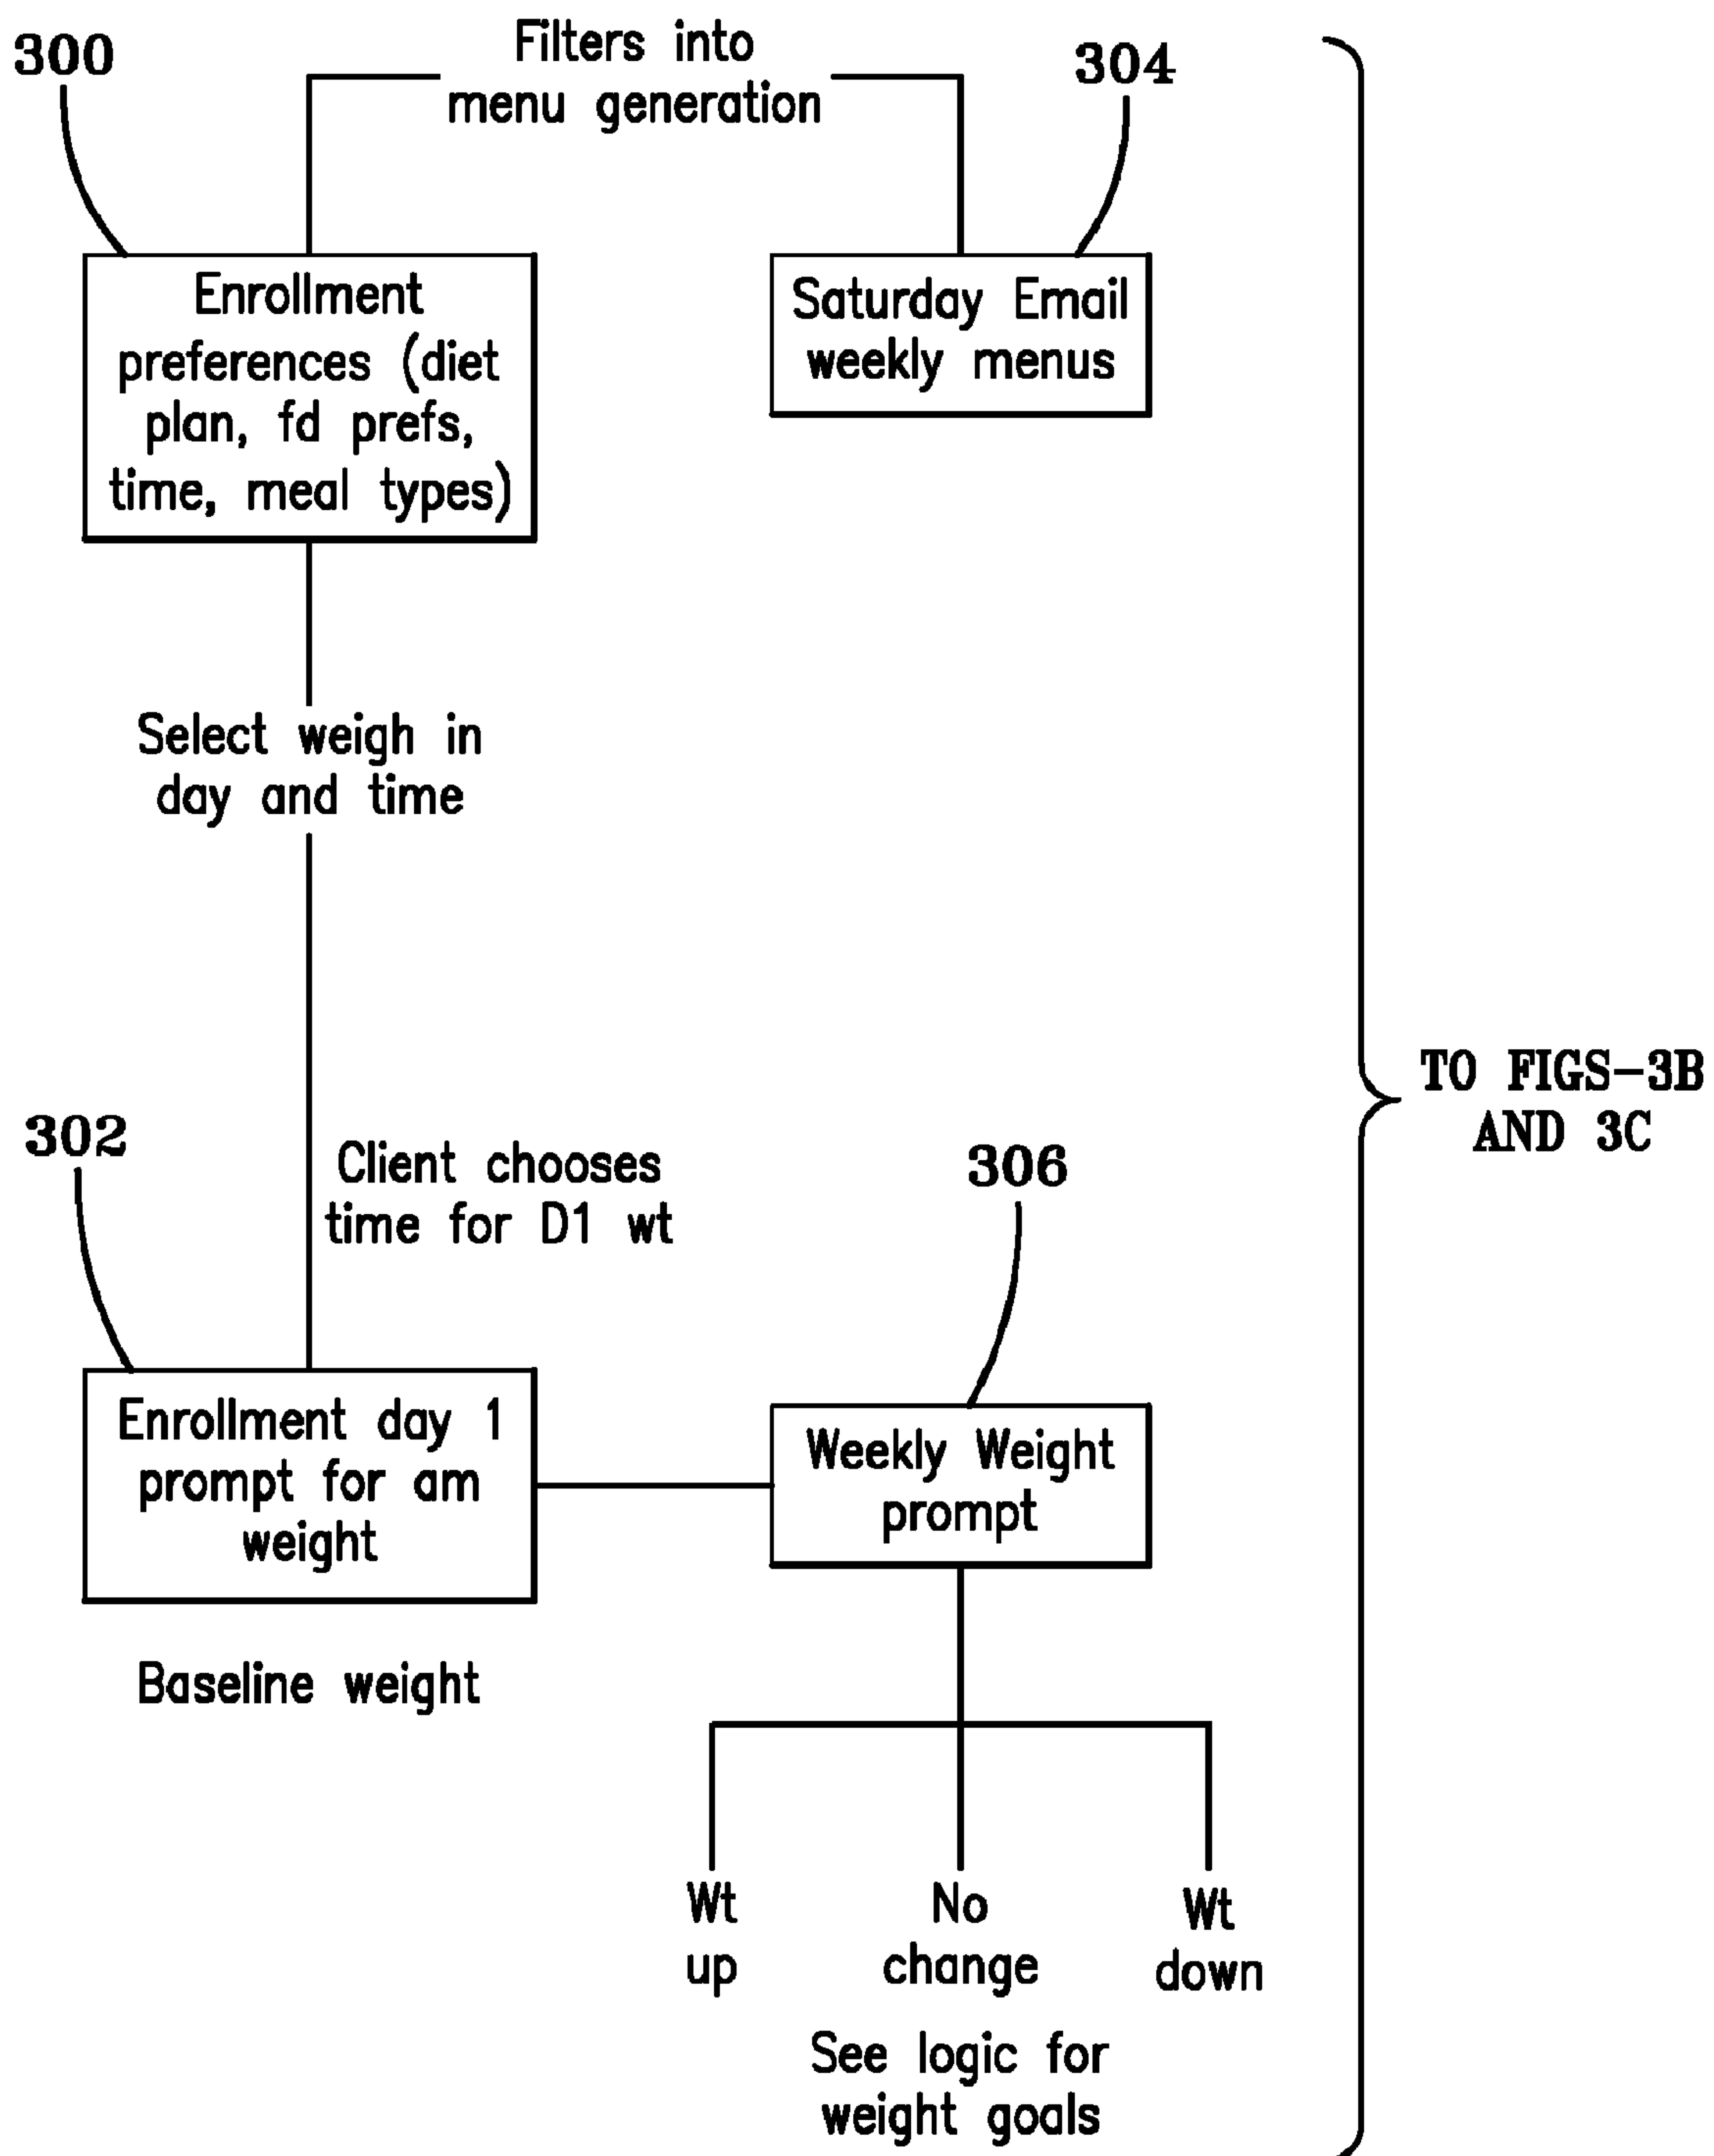 300
Filters into
menu generation
304
Enrollment
preferences (diet
plan, fd prefs,
time, meal types)
Saturday Email
weekly menus
Select weigh in
day and time
TO FIGS-3B
AND 3C
302
Client chooses
time for D1 wt
306
Enrollment day 1
prompt for am
weight
Weekly Weight
prompt
Baseline weight
Wt
up
No
change
Wt
down
See logic for
weight goals